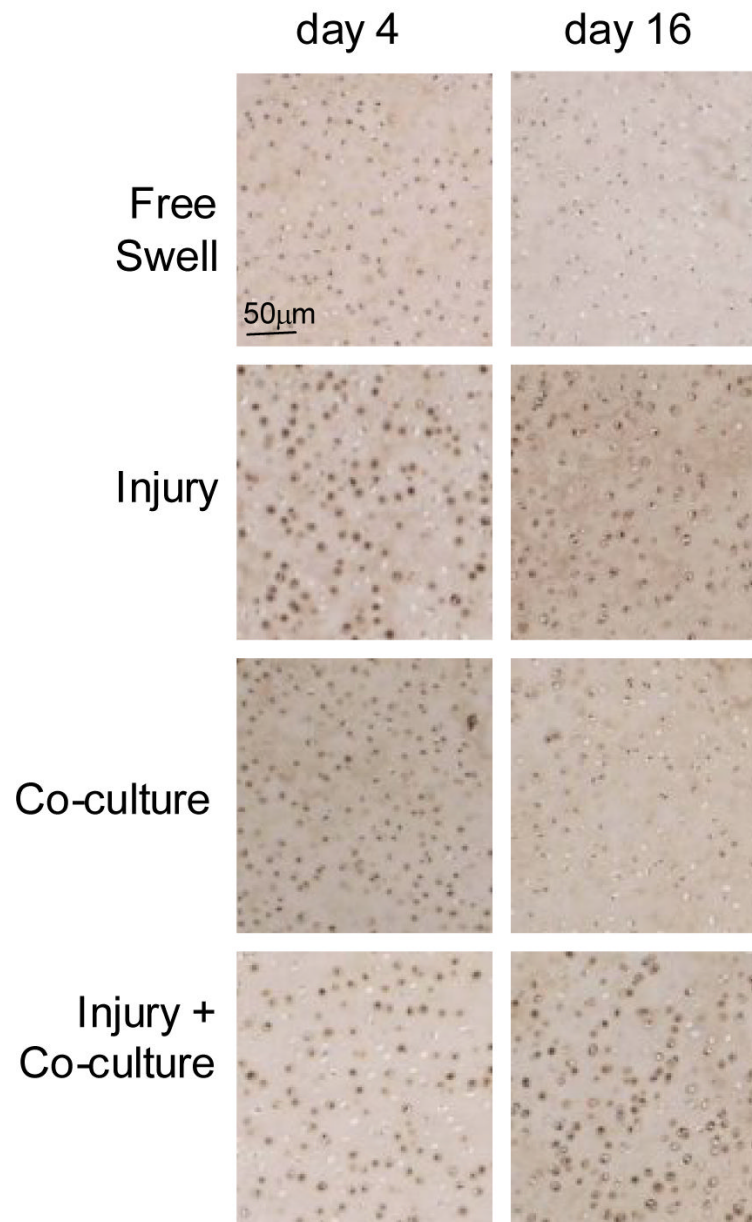 day 4
day 16
Free
Swell
50μm
Injury
Co-culture
Injury +
Co-culture